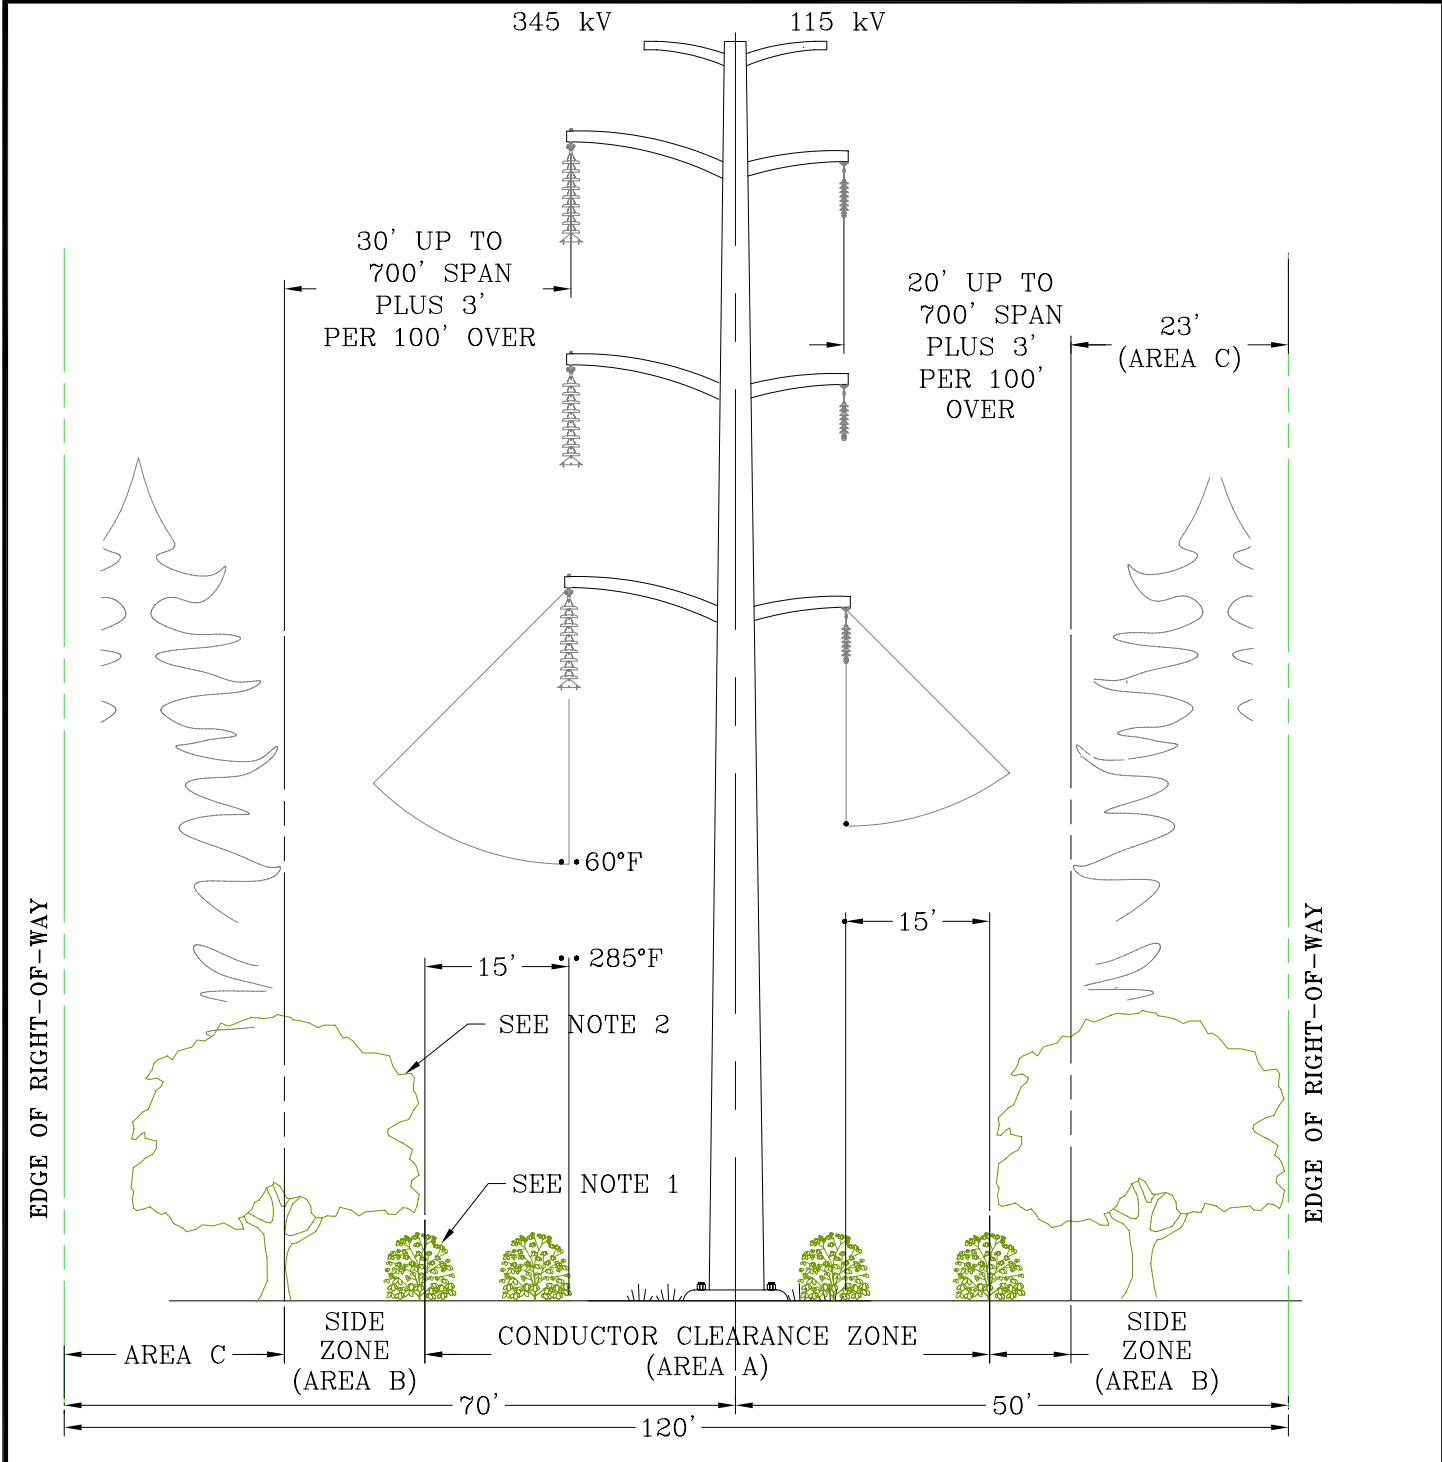 345 kV
115 kV
30' UP TO
700' SPAN
PLUS 3'
PER 100' OVER
20' UP TO
700' SPAN
PLUS 3'
PER 100'
OVER
23'
(AREA C)
60°F
15'
285°F
15'
SEE NOTE 2
SEE NOTE 1
EDGE OF RIGHT-OF-WAY
EDGE OF RIGHT-OF-WAY
AREA C
SIDE
ZONE
(AREA B)
CONDUCTOR CLEARANCE ZONE
(AREA A)
SIDE
ZONE
(AREA B)
70'
50'
120'